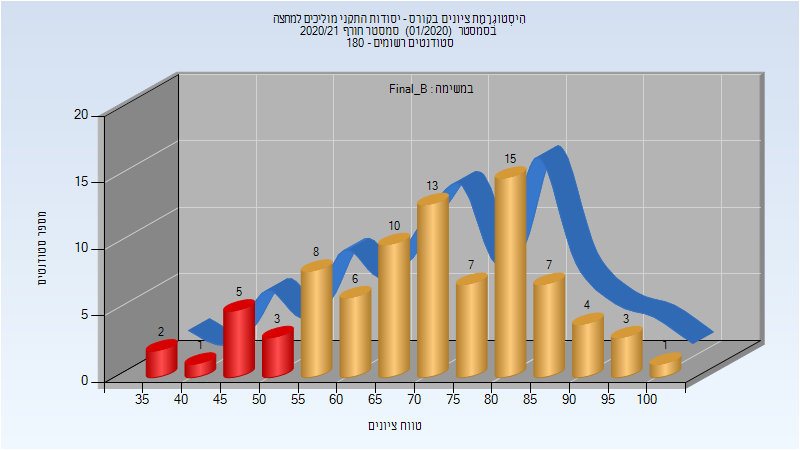 היסטוגרמת ציונים בקורס - יסודות התקני מוליכים למחצה
בסמסטר (01/2020) סמסטר חורף 2020/21
סטודנטים רשומים - 180
במשימה : Final_B
מספר סטודנטים
20
15
10
5
0
2
1
5
3
8
6
10
13
7
15
7
4
3
1
35 40 45 50 55 60 65 70 75 80 85 90 95 100
טווח ציונים